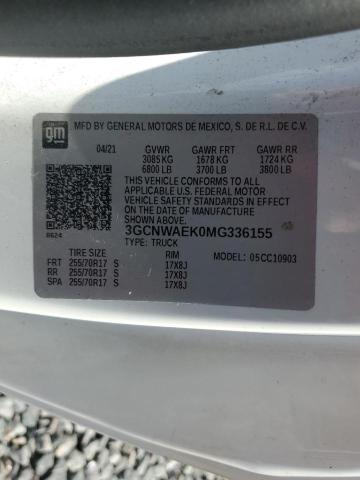 gm
MFD BY GENERAL MOTORS DE MEXICO, S. DE R.L. DE C.V.
04/21 GVWR GAWR FRT GAWR RR
3085 KG 1678 KG 1724 KG
6800 LB 3700 LB 3800 LB
THIS VEHICLE CONFORMS TO ALL
APPLICABLE U.S. FEDERAL MOTOR
VEHICLE SAFETY STANDARDS IN
EFFECT ON THE DATE OF
MANUFACTURE SHOWN ABOVE.
3GCNWAEK0MG336155
TYPE: TRUCK
8624
TIRE SIZE RIM MODEL: 05CC10903
FRT 255/70R17 S 17X8J
RR 255/70R17 S 17X8J
SPA 255/70R17 S 17X8J